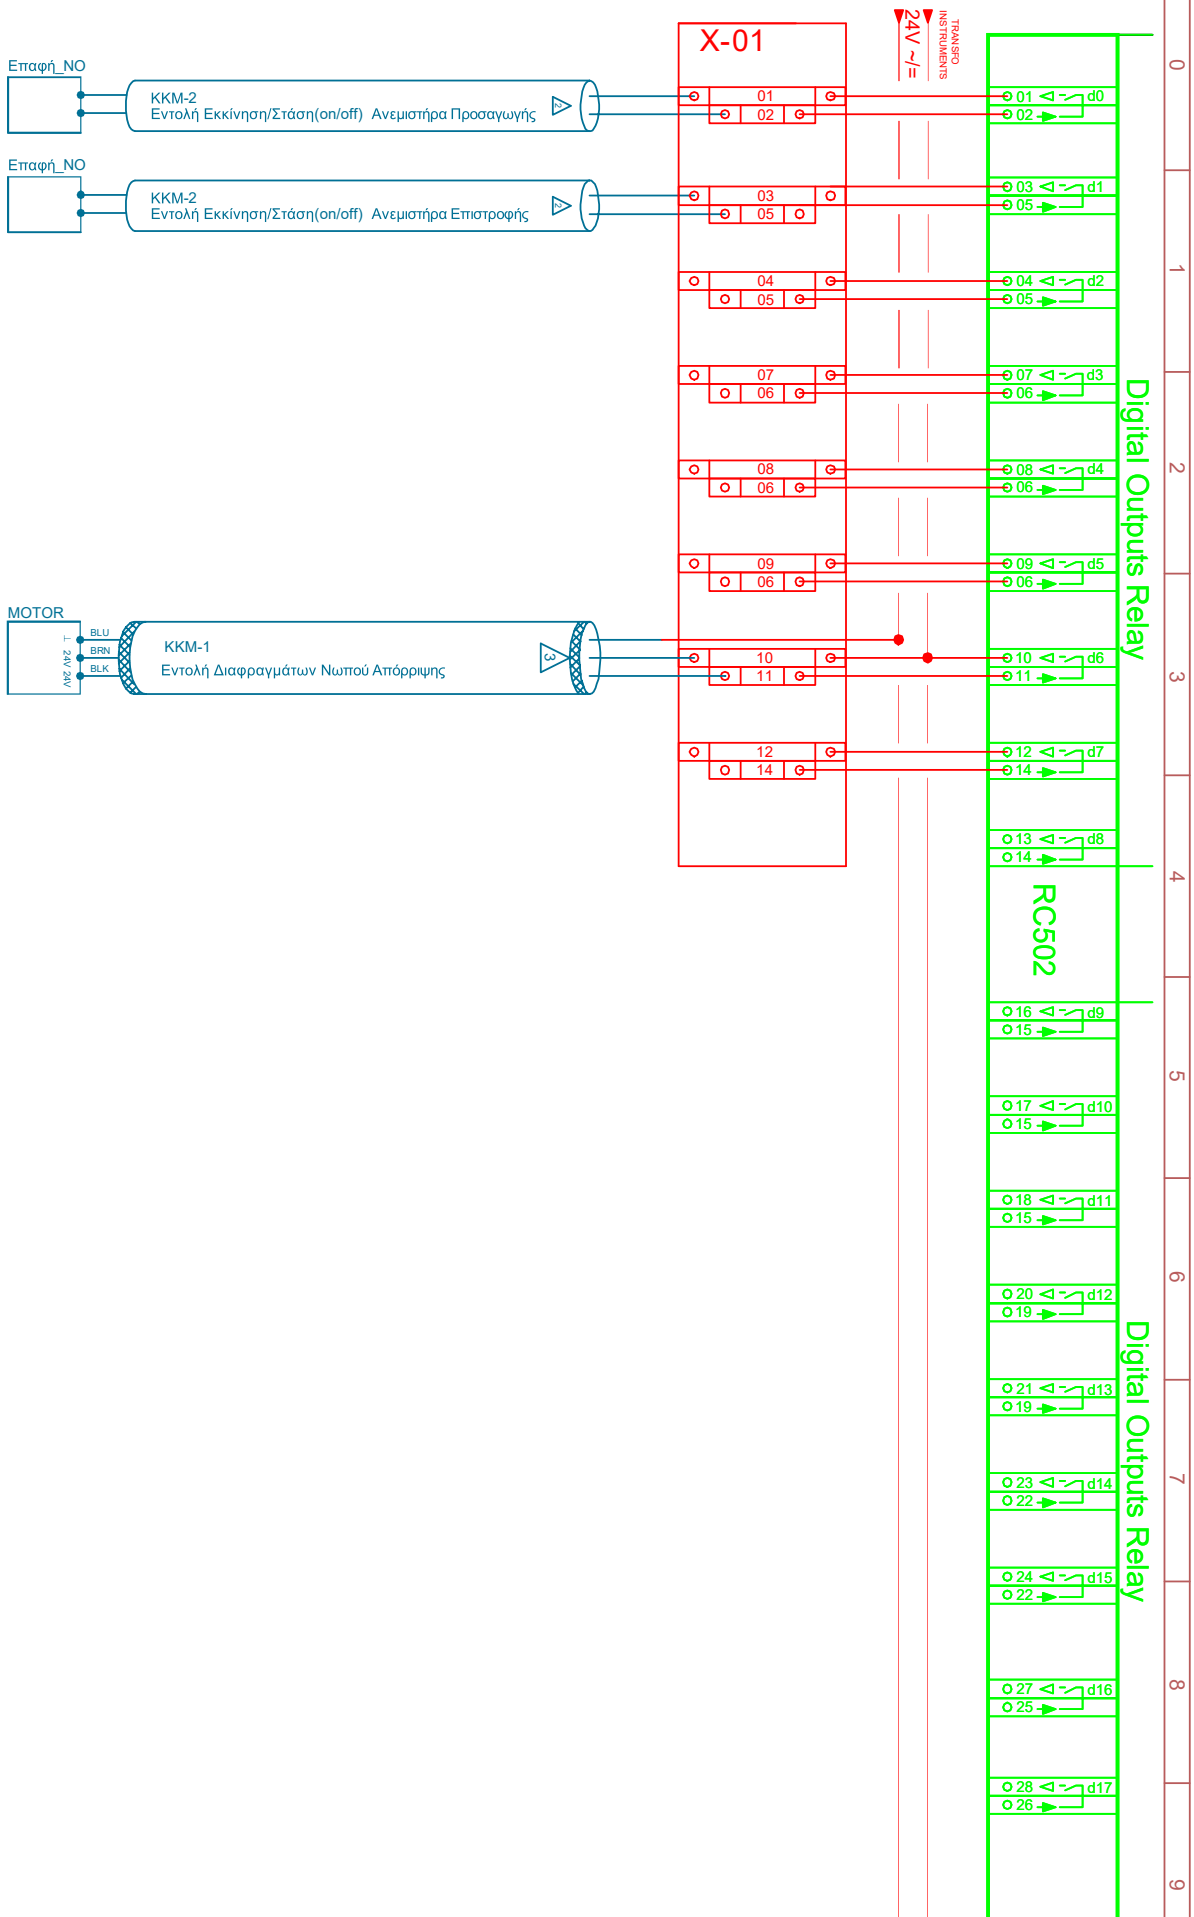 TRANSFO
INSTRUMENTS
24V ~/=
X-01
0
Επαφή_NO
KKM-2
Εντολή Εκκίνηση/Στάση(on/off) Ανεμιστήρα Προσαγωγής
2
01
02
01 d0
02
Επαφή_NO
KKM-2
Εντολή Εκκίνηση/Στάση(on/off) Ανεμιστήρα Επιστροφής
2
03
05
03 d1
05
1
04
05
04 d2
05
07
06
07 d3
06
Digital Outputs Relay
2
08
06
08 d4
06
09
06
09 d5
06
MOTOR
⊥ 24V 24V
BLU
BRN
BLK
KKM-1
Εντολή Διαφραγμάτων Νωπού Απόρριψης
3
10
11
10 d6
11
3
12
14
12 d7
14
13 d8
14
4
RC502
16 d9
15
5
17 d10
15
18 d11
15
6
20 d12
19
Digital Outputs Relay
21 d13
19
7
23 d14
22
24 d15
22
8
27 d16
25
28 d17
26
9